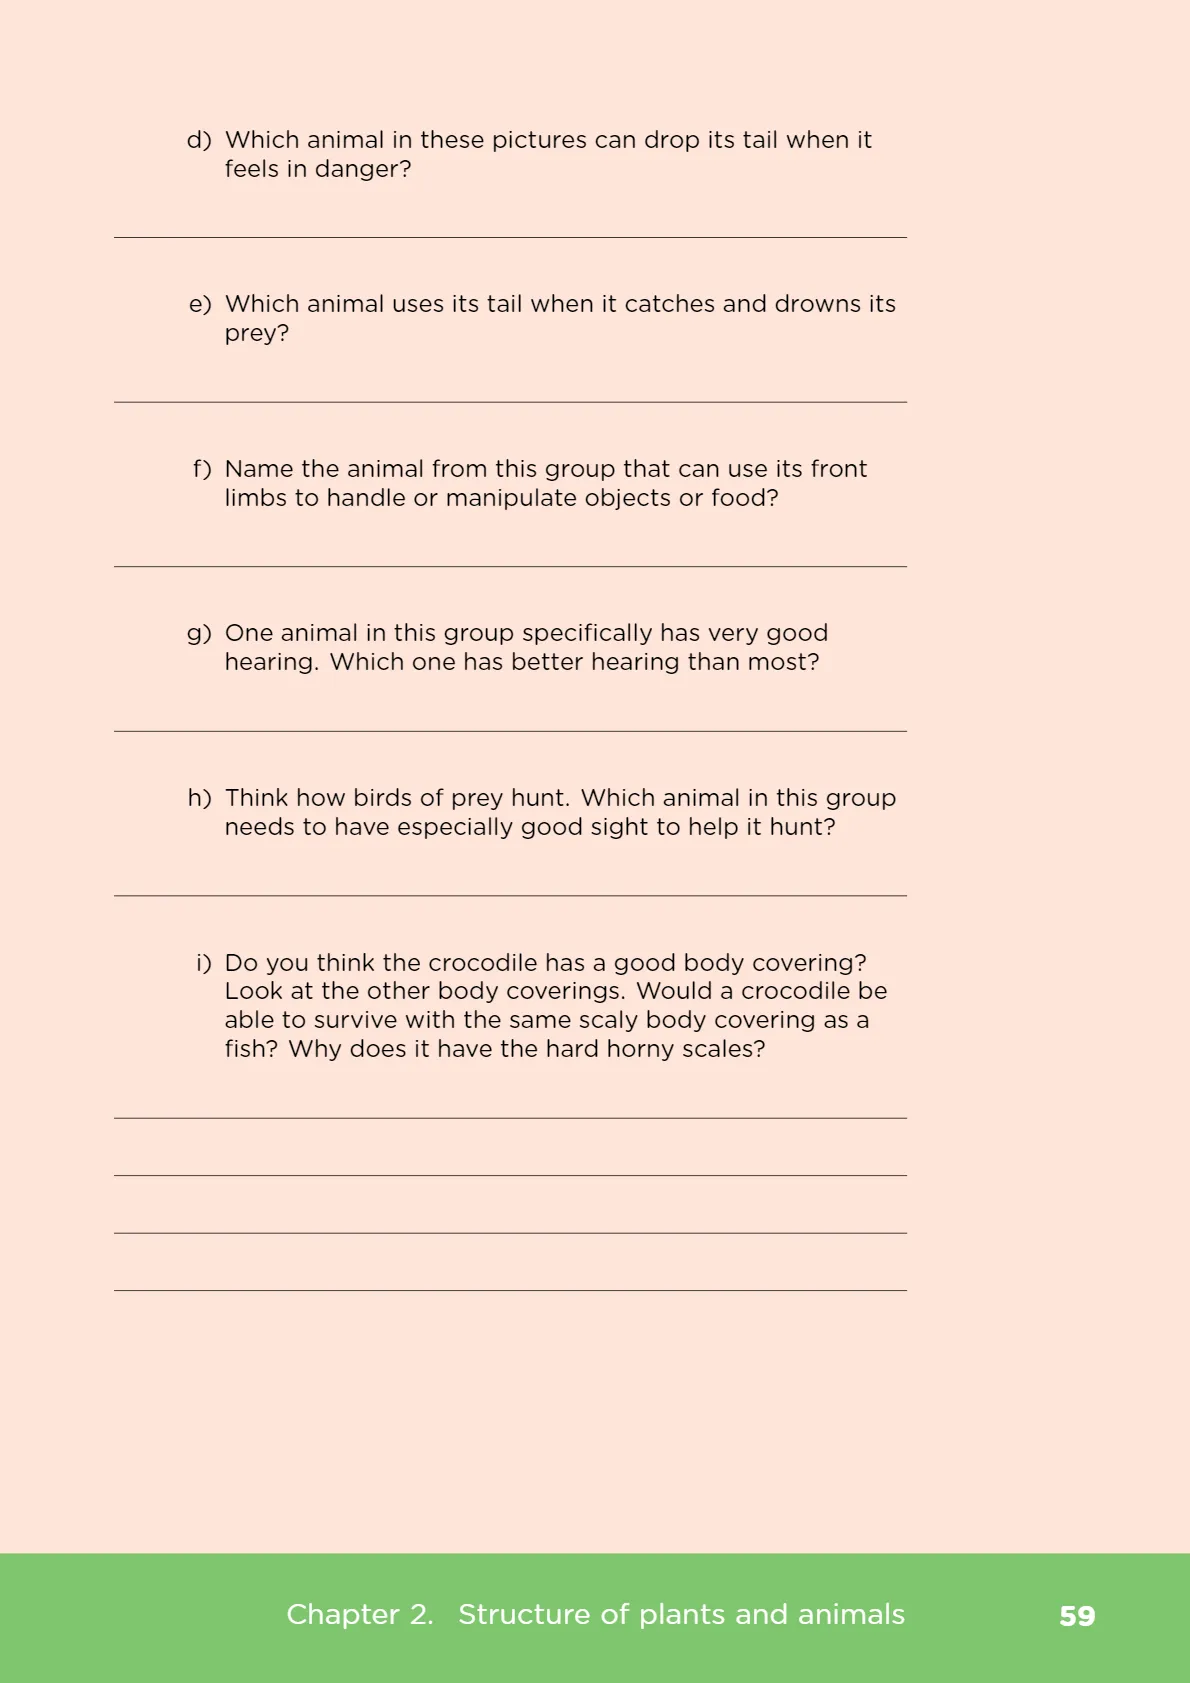 d) Which animal in these pictures can drop its tail when it
feels in danger?
e) Which animal uses its tail when it catches and drowns its
prey?
f) Name the animal from this group that can use its front
limbs to handle or manipulate objects or food?
g) One animal in this group specifically has very good
hearing. Which one has better hearing than most?
h) Think how birds of prey hunt. Which animal in this group
needs to have especially good sight to help it hunt?
i) Do you think the crocodile has a good body covering?
Look at the other body coverings. Would a crocodile be
able to survive with the same scaly body covering as a
fish? Why does it have the hard horny scales?
Chapter 2. Structure of plants and animals 59